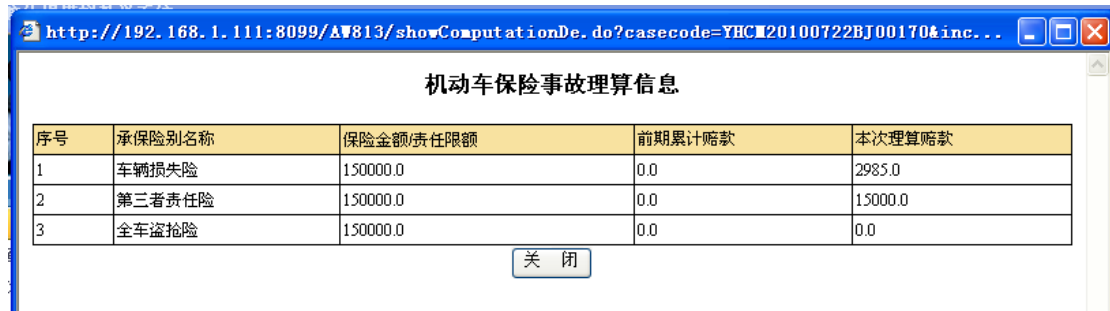 http://192.168.1.111:8099/AW813/showComputationDe.do?casecode=YHCM20100722BJ00170&inc...
机动车保险事故理算信息
序号 承保险别名称 保险金额/责任限额 前期累计赔款 本次理算赔款
1 车辆损失险 150000.0 0.0 2985.0
2 第三者责任险 150000.0 0.0 15000.0
3 全车盗抢险 150000.0 0.0 0.0
关 闭